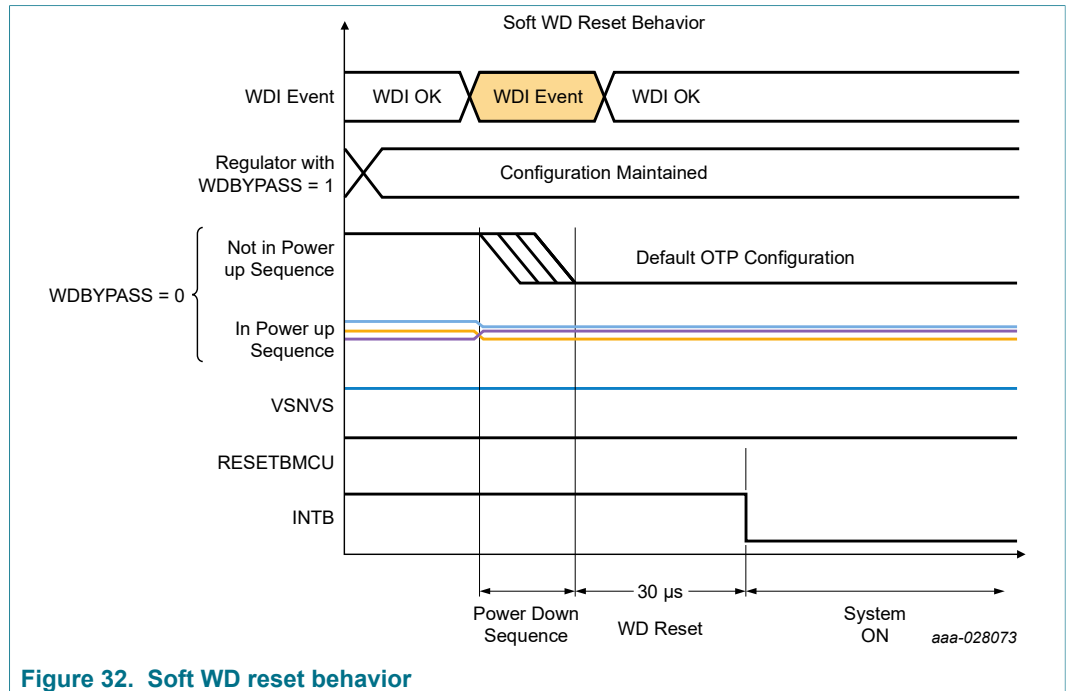 Soft WD Reset Behavior
WDI Event
WDI OK
WDI Event
WDI OK
Regulator with
WDBYPASS = 1
Configuration Maintained
WDBYPASS = 0
Not in Power
up Sequence
Default OTP Configuration
In Power up
Sequence
VSNVS
RESETBMCU
INTB
30 µs
Power Down
Sequence
WD Reset
System
ON
aaa-028073
Figure 32. Soft WD reset behavior